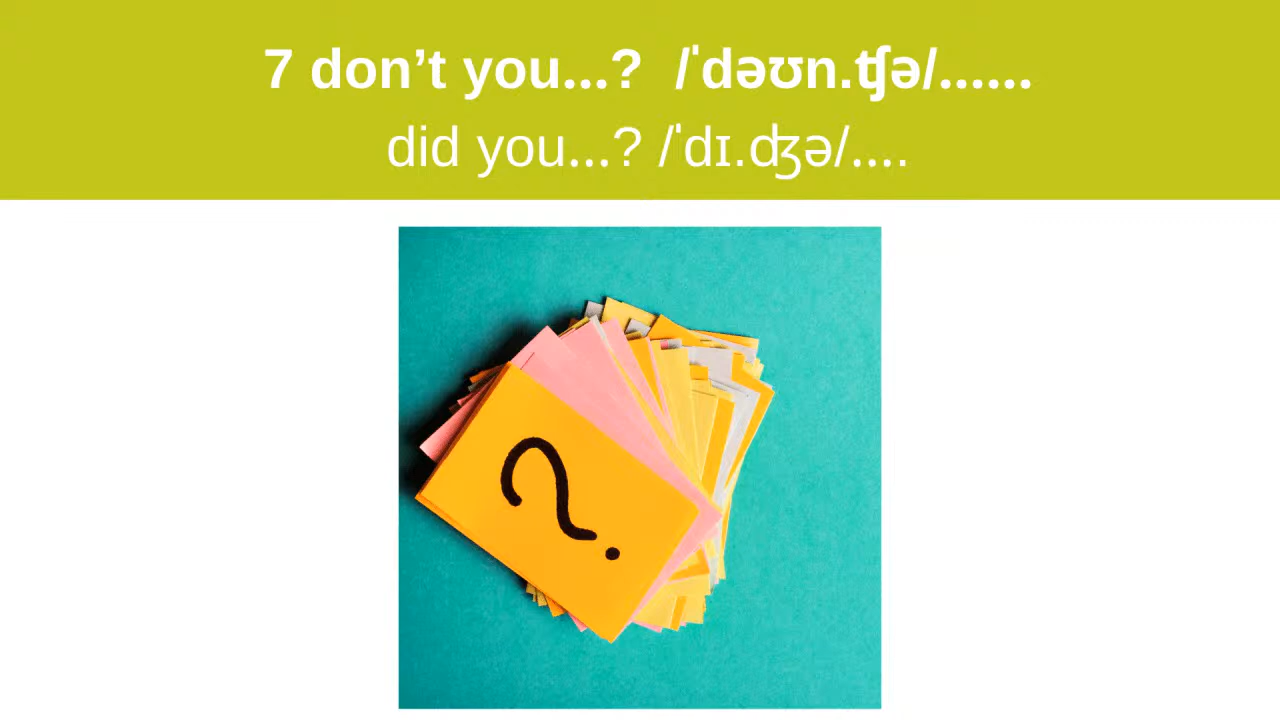 7 don’t you...?  /ˈdəʊn.ʧə/......
did you...? /ˈdɪ.ʤə/....
?